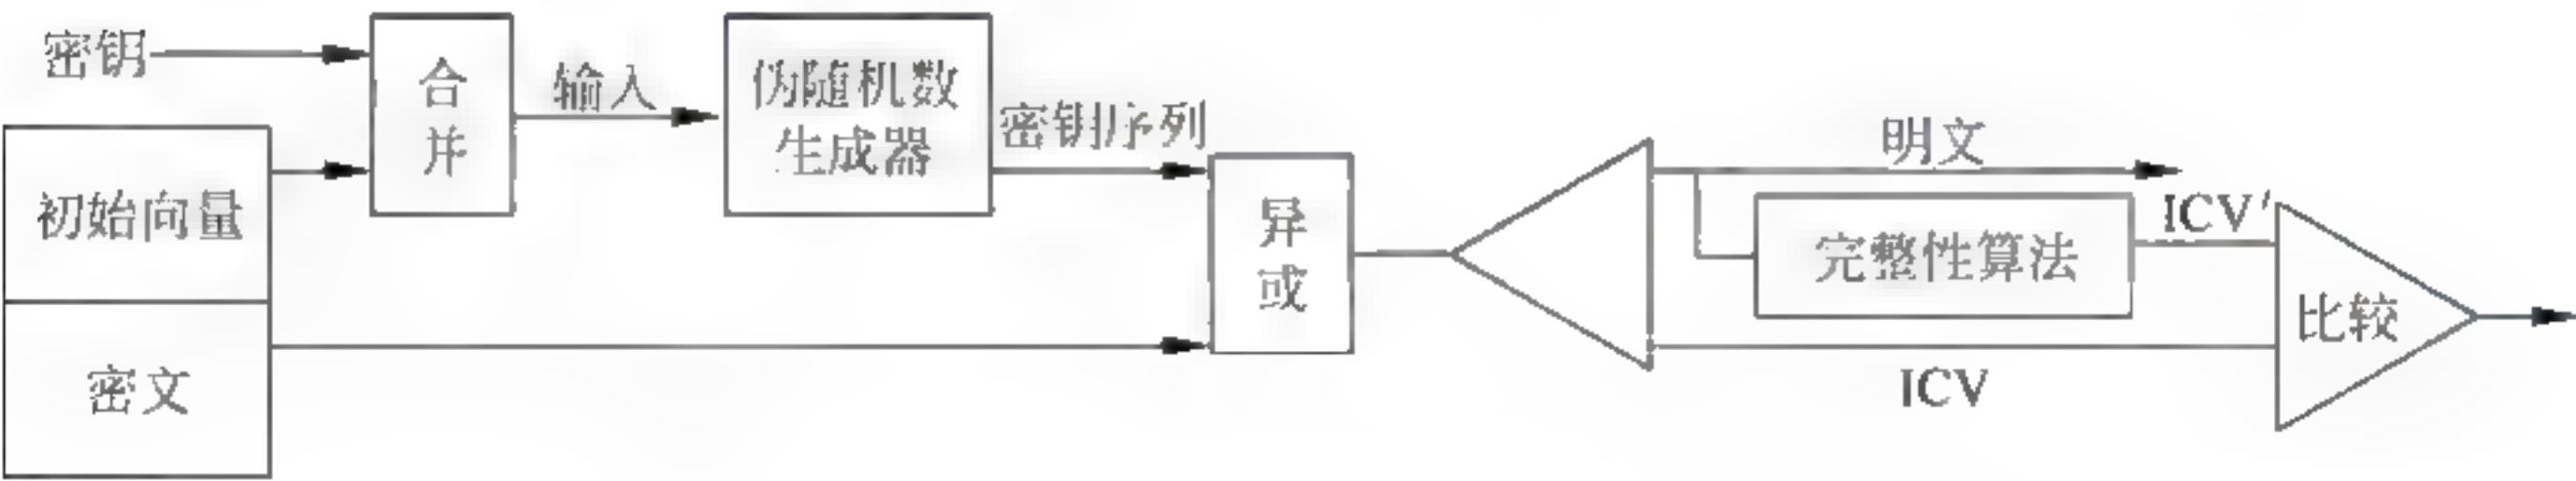 密钥
合并
输入
伪随机数
生成器
密钥序列
初始向量
密文
异或
明文
完整性算法
ICV′
ICV
比较